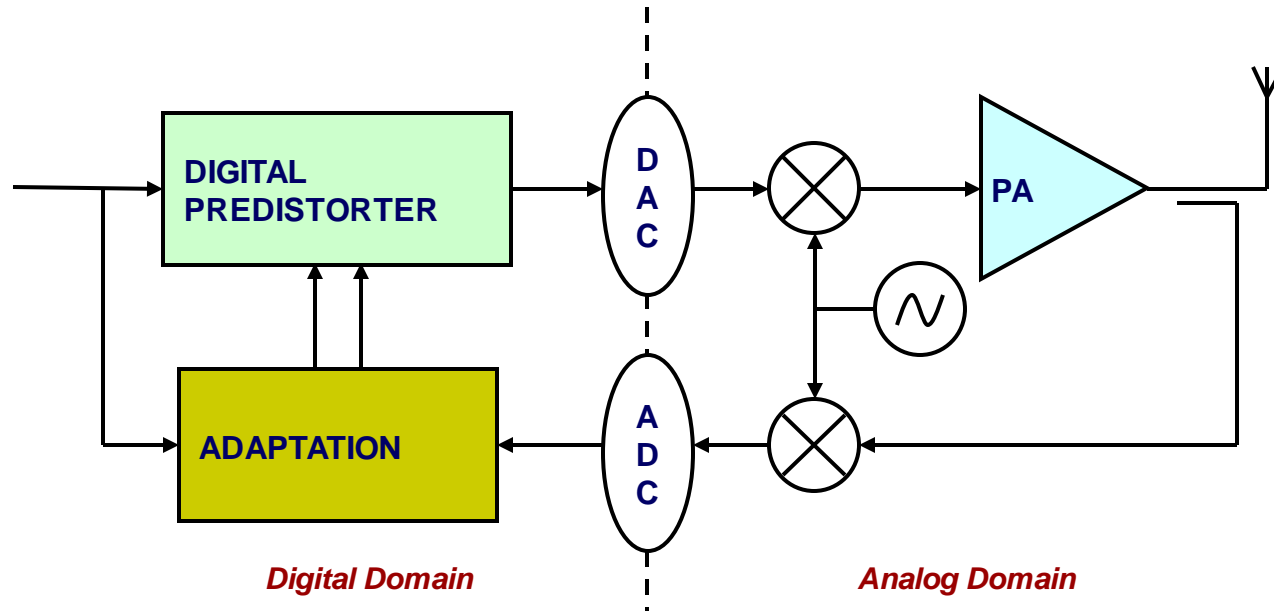 DIGITAL
PREDISTORTER
D
A
C
PA
ADAPTATION
A
D
C
Digital Domain
Analog Domain